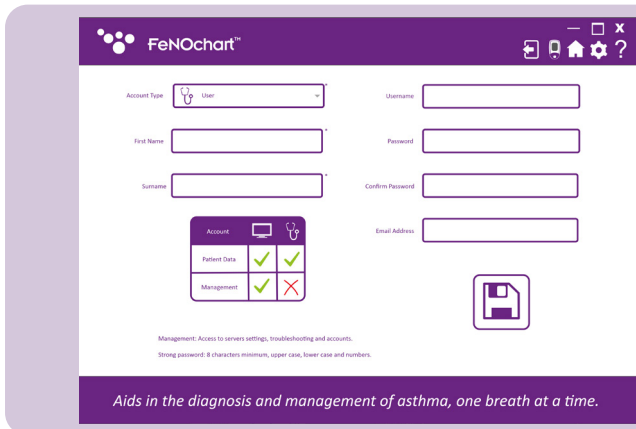 FeNOchart™
Account Type
User
*
Username
First Name
*
Password
Surname
*
Confirm Password
Email Address
Account
Patient Data
Management
Management: Access to servers settings, troubleshooting and accounts.
Strong password: 8 characters minimum, upper case, lower case and numbers.
Aids in the diagnosis and management of asthma, one breath at a time.